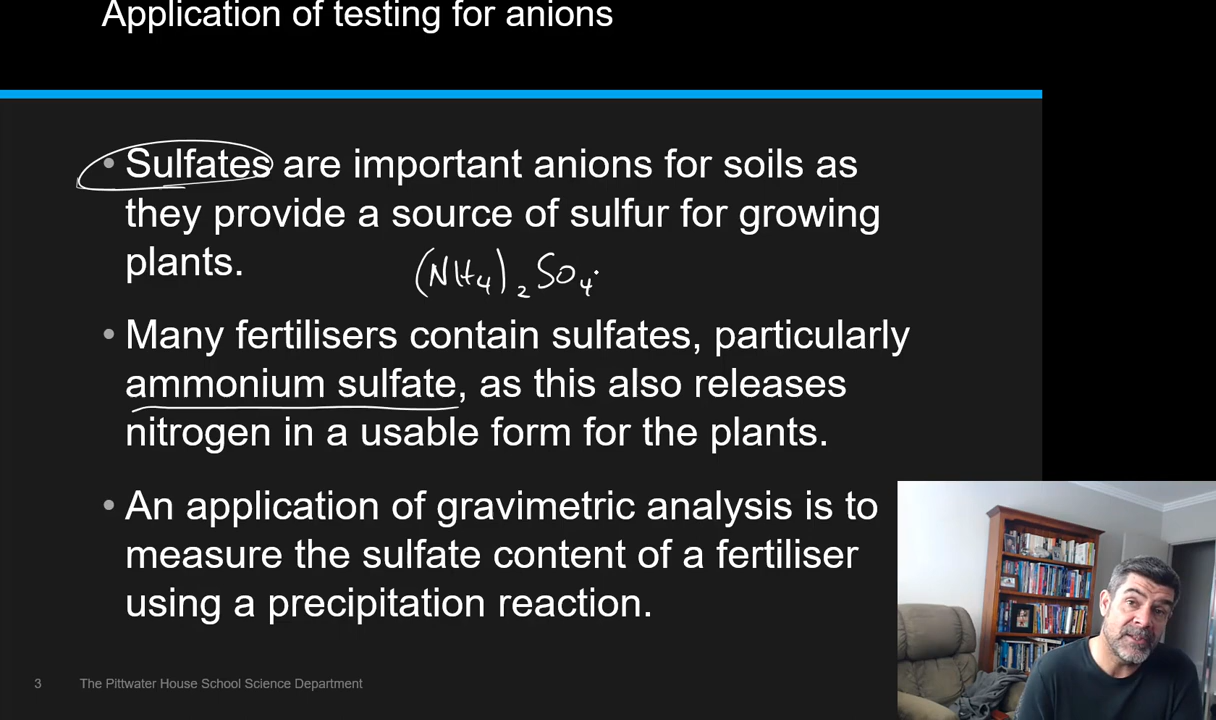 Application of testing for anions
• Sulfates are important anions for soils as
they provide a source of sulfur for growing
plants.
(NH₄)₂SO₄
• Many fertilisers contain sulfates, particularly
ammonium sulfate, as this also releases
nitrogen in a usable form for the plants.
• An application of gravimetric analysis is to
measure the sulfate content of a fertiliser
using a precipitation reaction.
3 The Pittwater House School Science Department